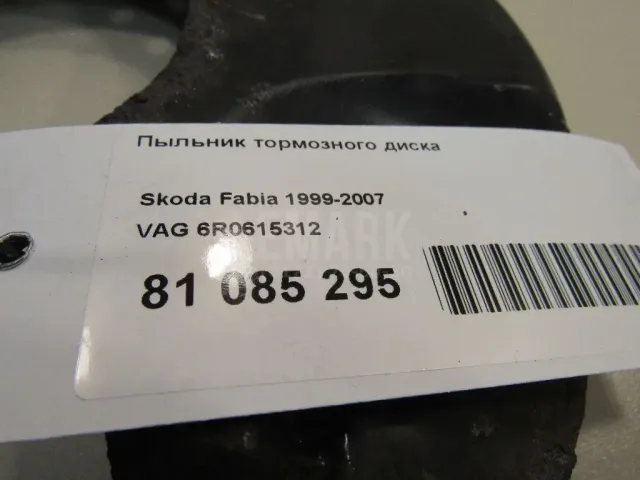 Пыльник тормозного диска
Skoda Fabia 1999-2007
VAG 6R0615312
81 085 295